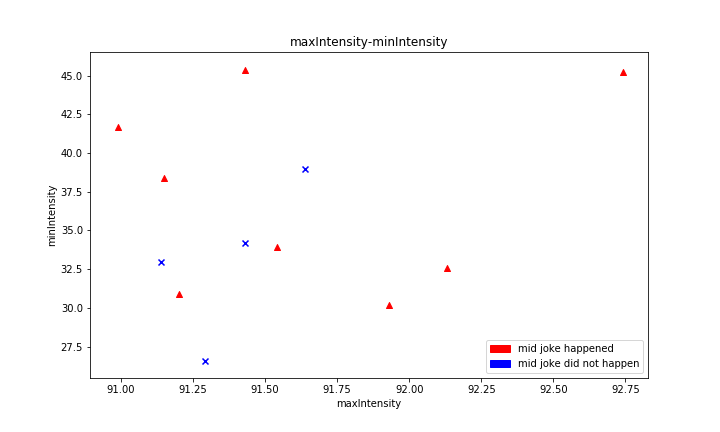 maxIntensity-minIntensity
45.0
42.5
40.0
37.5
35.0
32.5
30.0
27.5
minIntensity
mid joke happened
mid joke did not happen
91.00 91.25 91.50 91.75 92.00 92.25 92.50 92.75
maxIntensity